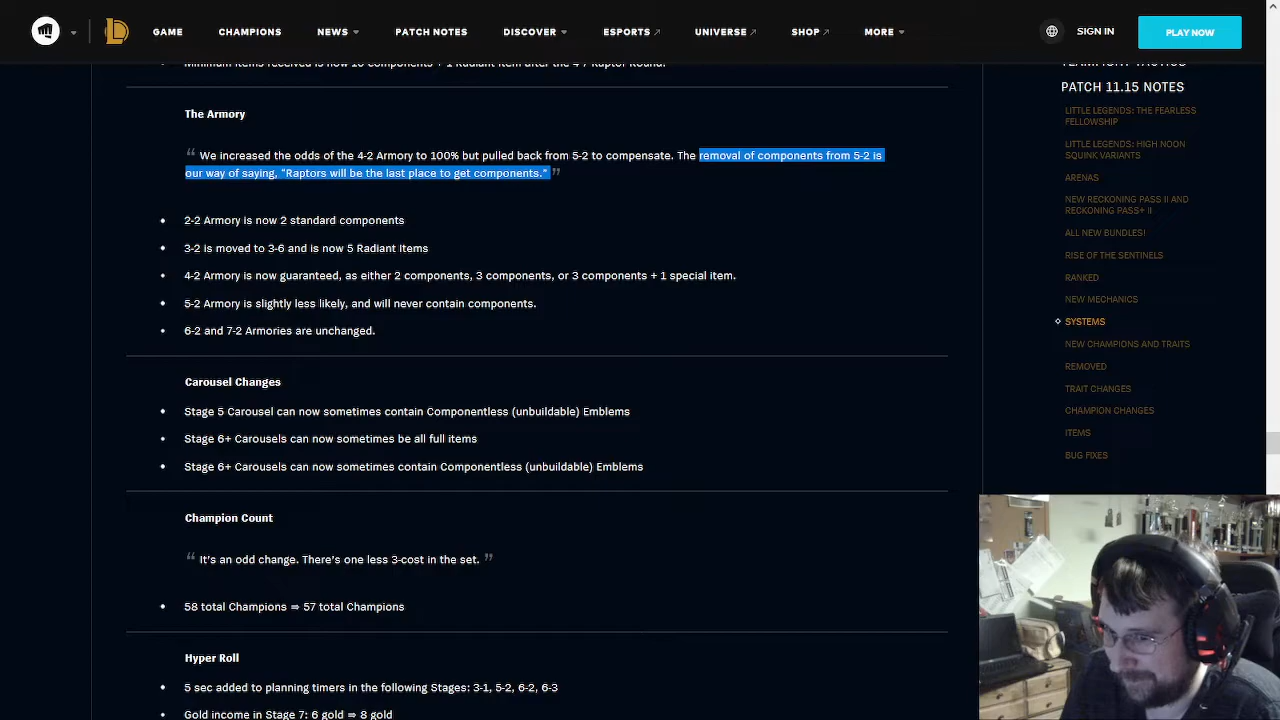 GAME
CHAMPIONS
NEWS
PATCH NOTES
DISCOVER
ESPORTS
UNIVERSE
SHOP
MORE
SIGN IN
PLAY NOW
Minimum items received is now 10 Components + 1 Radiant Item after the 4-7 Raptor Round.
The Armory
“ We increased the odds of the 4-2 Armory to 100% but pulled back from 5-2 to compensate. The removal of components from 5-2 is
our way of saying, “Raptors will be the last place to get components.” ”
• 2-2 Armory is now 2 standard components
• 3-2 is moved to 3-6 and is now 5 Radiant Items
• 4-2 Armory is now guaranteed, as either 2 components, 3 components, or 3 components + 1 special item.
• 5-2 Armory is slightly less likely, and will never contain components.
• 6-2 and 7-2 Armories are unchanged.
Carousel Changes
• Stage 5 Carousel can now sometimes contain Componentless (unbuildable) Emblems
• Stage 6+ Carousels can now sometimes be all full items
• Stage 6+ Carousels can now sometimes contain Componentless (unbuildable) Emblems
Champion Count
“ It’s an odd change. There’s one less 3-cost in the set. ”
• 58 total Champions ⇒ 57 total Champions
Hyper Roll
• 5 sec added to planning timers in the following Stages: 3-1, 5-2, 6-2, 6-3
• Gold income in Stage 7: 6 gold ⇒ 8 gold
TEAMFIGHT TACTICS
PATCH 11.15 NOTES
LITTLE LEGENDS: THE FEARLESS
FELLOWSHIP
LITTLE LEGENDS: HIGH NOON
SQUINK VARIANTS
ARENAS
NEW RECKONING PASS II AND
RECKONING PASS+ II
ALL NEW BUNDLES!
RISE OF THE SENTINELS
RANKED
NEW MECHANICS
SYSTEMS
NEW CHAMPIONS AND TRAITS
REMOVED
TRAIT CHANGES
CHAMPION CHANGES
ITEMS
BUG FIXES